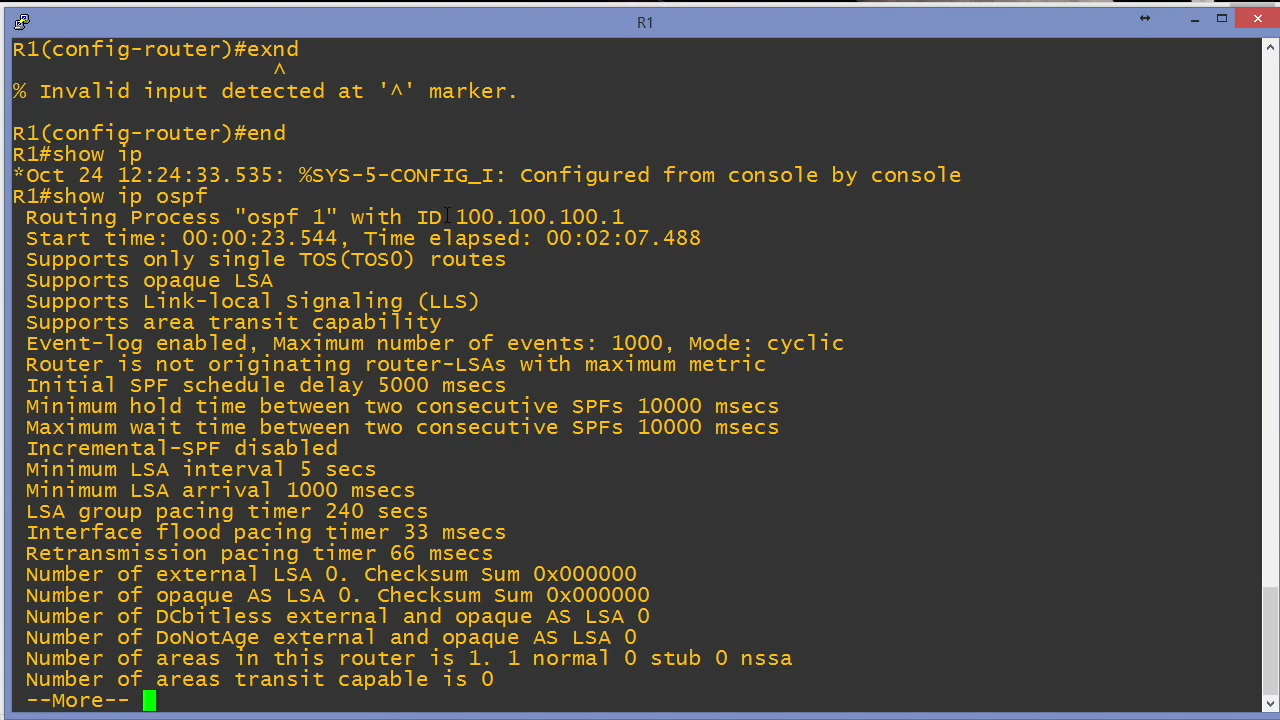 R1
R1(config-router)#exnd
^
% Invalid input detected at '^' marker.
R1(config-router)#end
R1#show ip
*Oct 24 12:24:33.535: %SYS-5-CONFIG_I: Configured from console by console
R1#show ip ospf
Routing Process "ospf 1" with ID 100.100.100.1
Start time: 00:00:23.544, Time elapsed: 00:02:07.488
Supports only single TOS(TOS0) routes
Supports opaque LSA
Supports Link-local Signaling (LLS)
Supports area transit capability
Event-log enabled, Maximum number of events: 1000, Mode: cyclic
Router is not originating router-LSAs with maximum metric
Initial SPF schedule delay 5000 msecs
Minimum hold time between two consecutive SPFs 10000 msecs
Maximum wait time between two consecutive SPFs 10000 msecs
Incremental-SPF disabled
Minimum LSA interval 5 secs
Minimum LSA arrival 1000 msecs
LSA group pacing timer 240 secs
Interface flood pacing timer 33 msecs
Retransmission pacing timer 66 msecs
Number of external LSA 0. Checksum Sum 0x000000
Number of opaque AS LSA 0. Checksum Sum 0x000000
Number of DCbitless external and opaque AS LSA 0
Number of DoNotAge external and opaque AS LSA 0
Number of areas in this router is 1. 1 normal 0 stub 0 nssa
Number of areas transit capable is 0
--More--